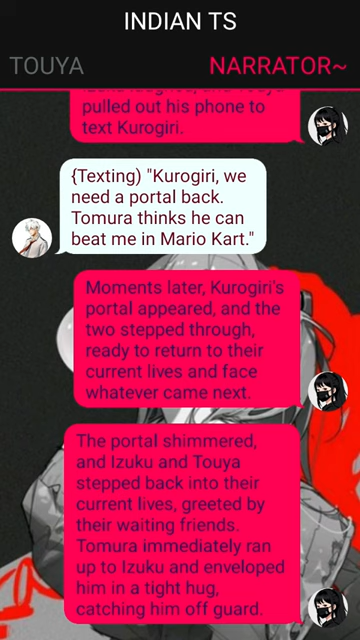 INDIAN TS
TOUYA
NARRATOR~
pulled out his phone to
text Kurogiri.
{Texting) "Kurogiri, we
need a portal back.
Tomura thinks he can
beat me in Mario Kart."
Moments later, Kurogiri's
portal appeared, and the
two stepped through,
ready to return to their
current lives and face
whatever came next.
The portal shimmered,
and Izuku and Touya
stepped back into their
current lives, greeted by
their waiting friends.
Tomura immediately ran
up to Izuku and enveloped
him in a tight hug,
catching him off guard.